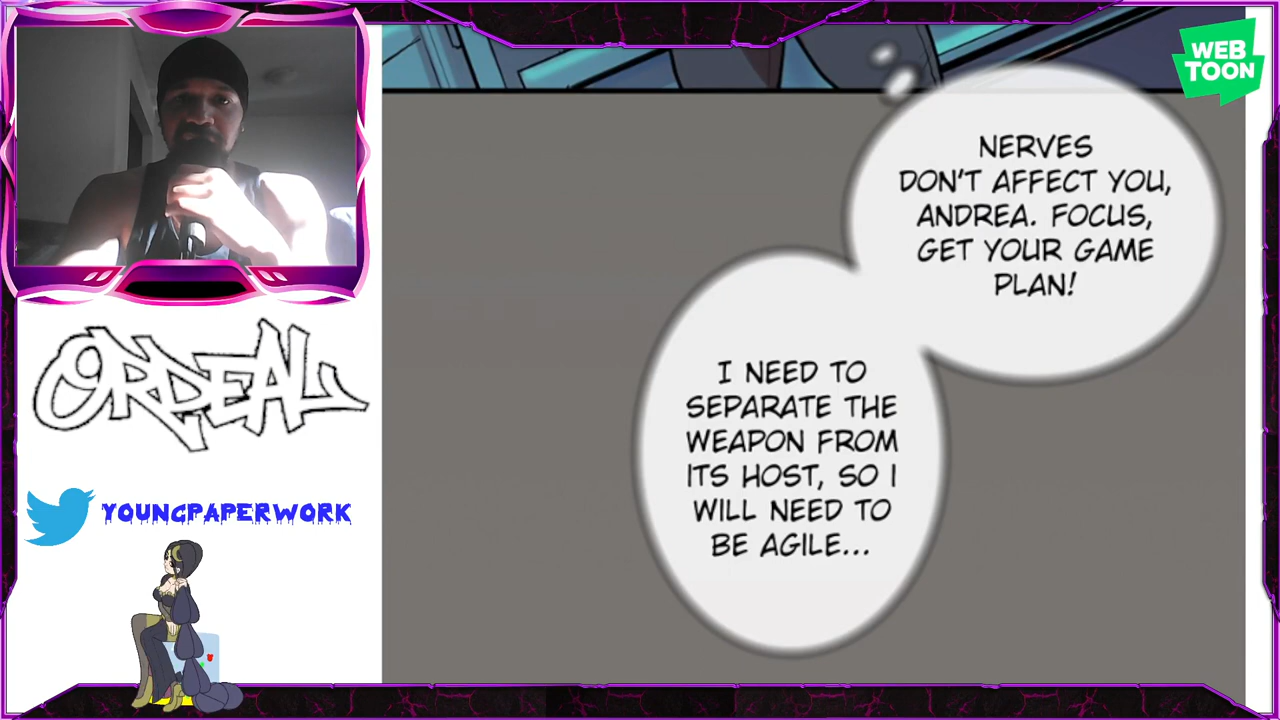 WEB
TOON
NERVES
DON'T AFFECT YOU,
ANDREA. FOCUS,
GET YOUR GAME
PLAN!
I NEED TO
SEPARATE THE
WEAPON FROM
ITS HOST, SO I
WILL NEED TO
BE AGILE...
ORDEAL
YOUNGPAPERWORK